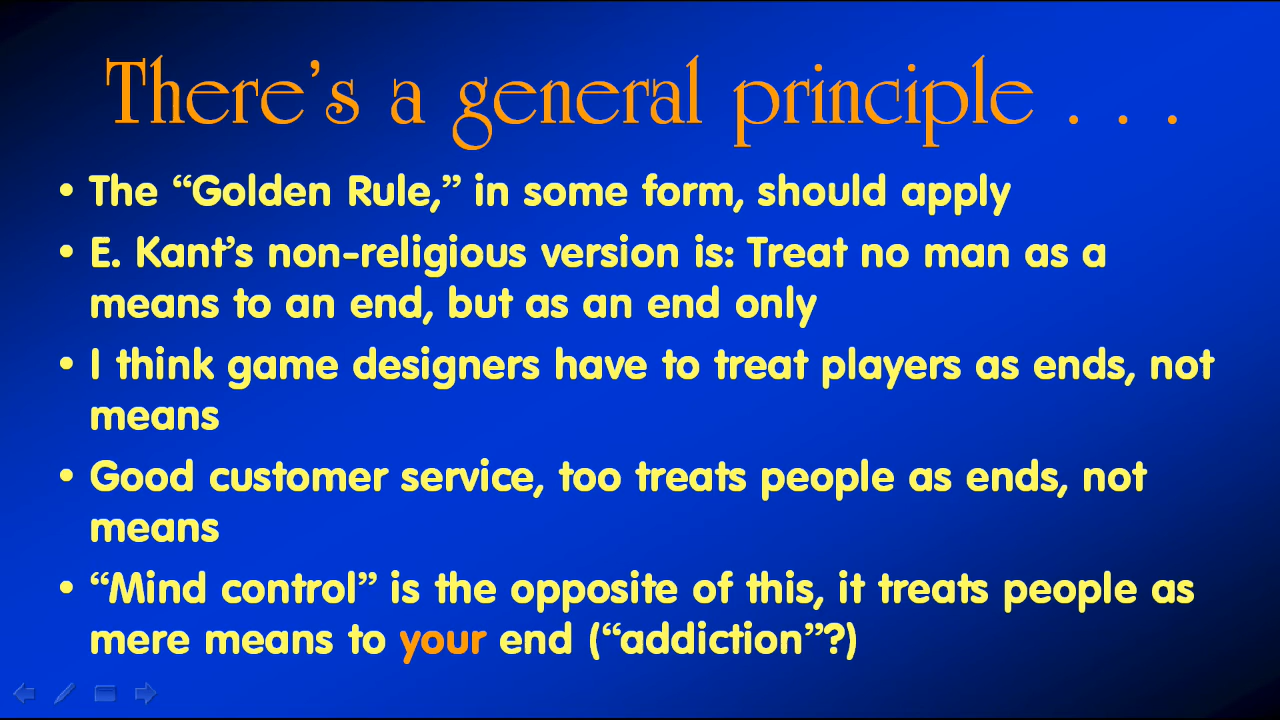 There’s a general principle . . .
• The “Golden Rule,” in some form, should apply
• E. Kant’s non-religious version is: Treat no man as a
means to an end, but as an end only
• I think game designers have to treat players as ends, not
means
• Good customer service, too treats people as ends, not
means
• “Mind control” is the opposite of this, it treats people as
mere means to your end (“addiction”?)